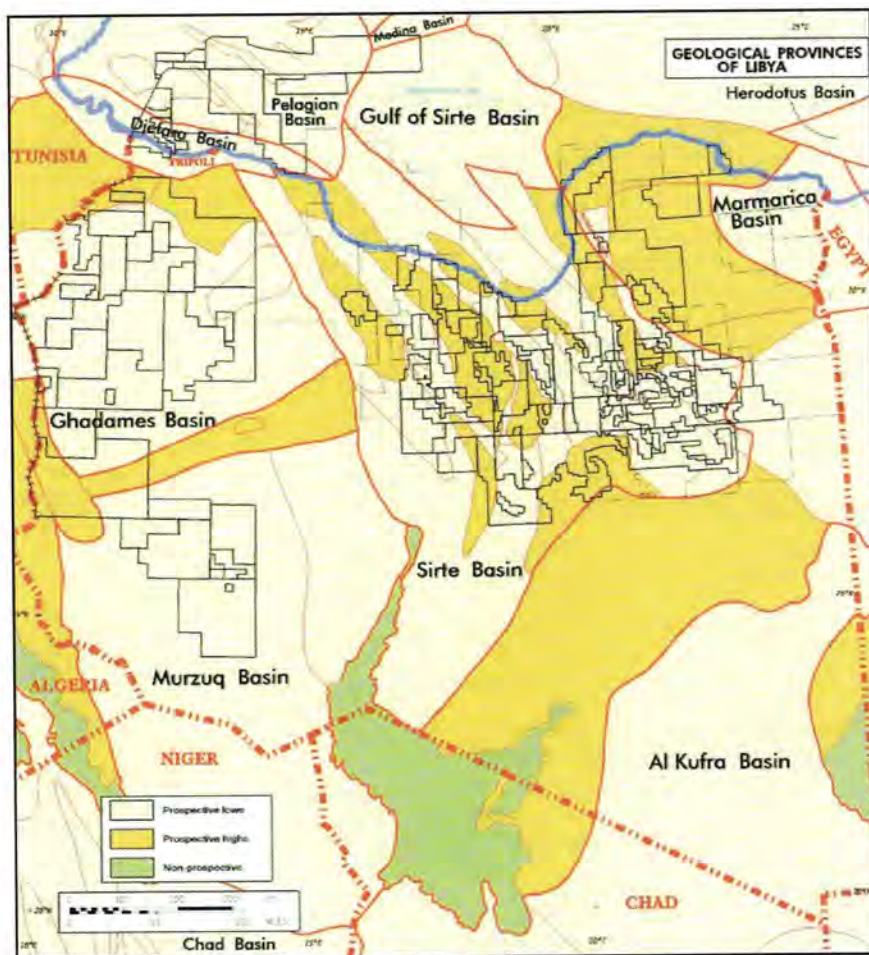 GEOLOGICAL PROVINCES
OF LIBYA
Medina Basin
Herodotus Basin
Pelagian
Basin
Gulf of Sirte Basin
Djefara Basin
TUNISIA
TRIPOLI
Marmarica
Basin
EGYPT
Ghadames Basin
Sirte Basin
Murzuq Basin
ALGERIA
NIGER
Al Kufra Basin
Prospective lows
Prospective highs
Non-prospective
CHAD
Chad Basin